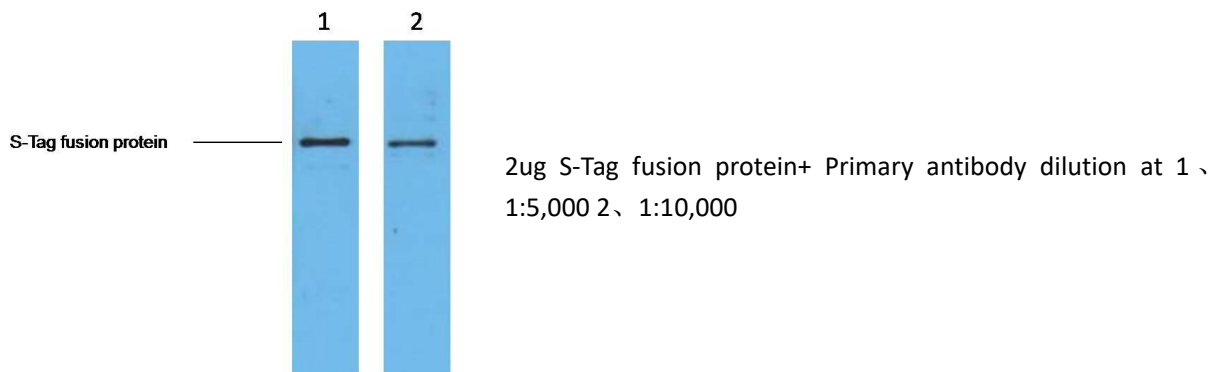 1 2
S-Tag fusion protein
2ug S-Tag fusion protein+ Primary antibody dilution at 1、
1:5,000 2、1:10,000